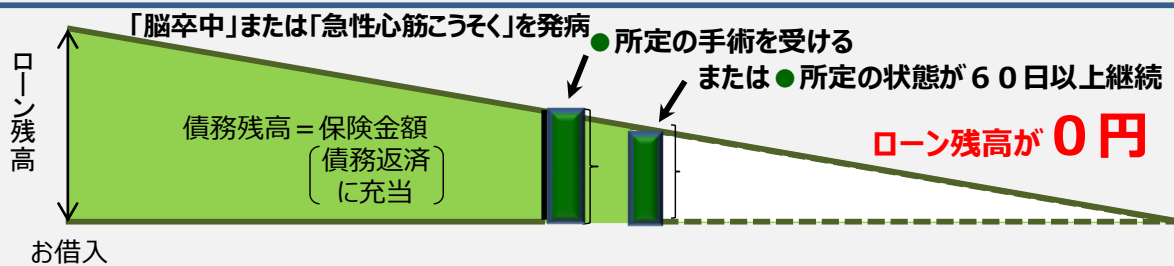 「脳卒中」または「急性心筋こうそく」を発病
●所定の手術を受ける
または●所定の状態が60日以上継続
ローン残高
債務残高=保険金額
債務返済
に充当
ローン残高が0円
お借入